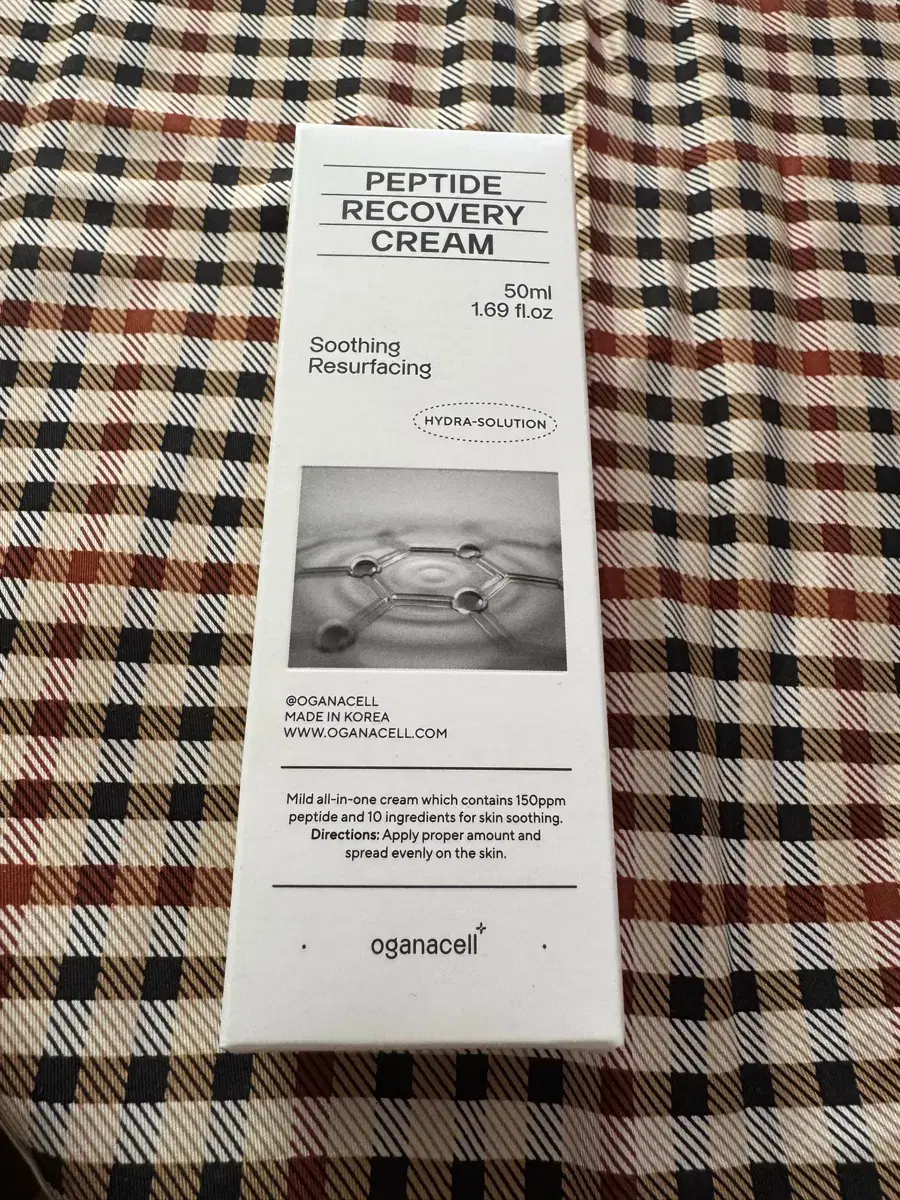 PEPTIDE
RECOVERY
CREAM
50ml
1.69 fl.oz
Soothing
Resurfacing
HYDRA-SOLUTION
@OGANACELL
MADE IN KOREA
WWW.OGANACELL.COM
Mild all-in-one cream which contains 150ppm
peptide and 10 ingredients for skin soothing.
Directions: Apply proper amount and
spread evenly on the skin.
oganacell+